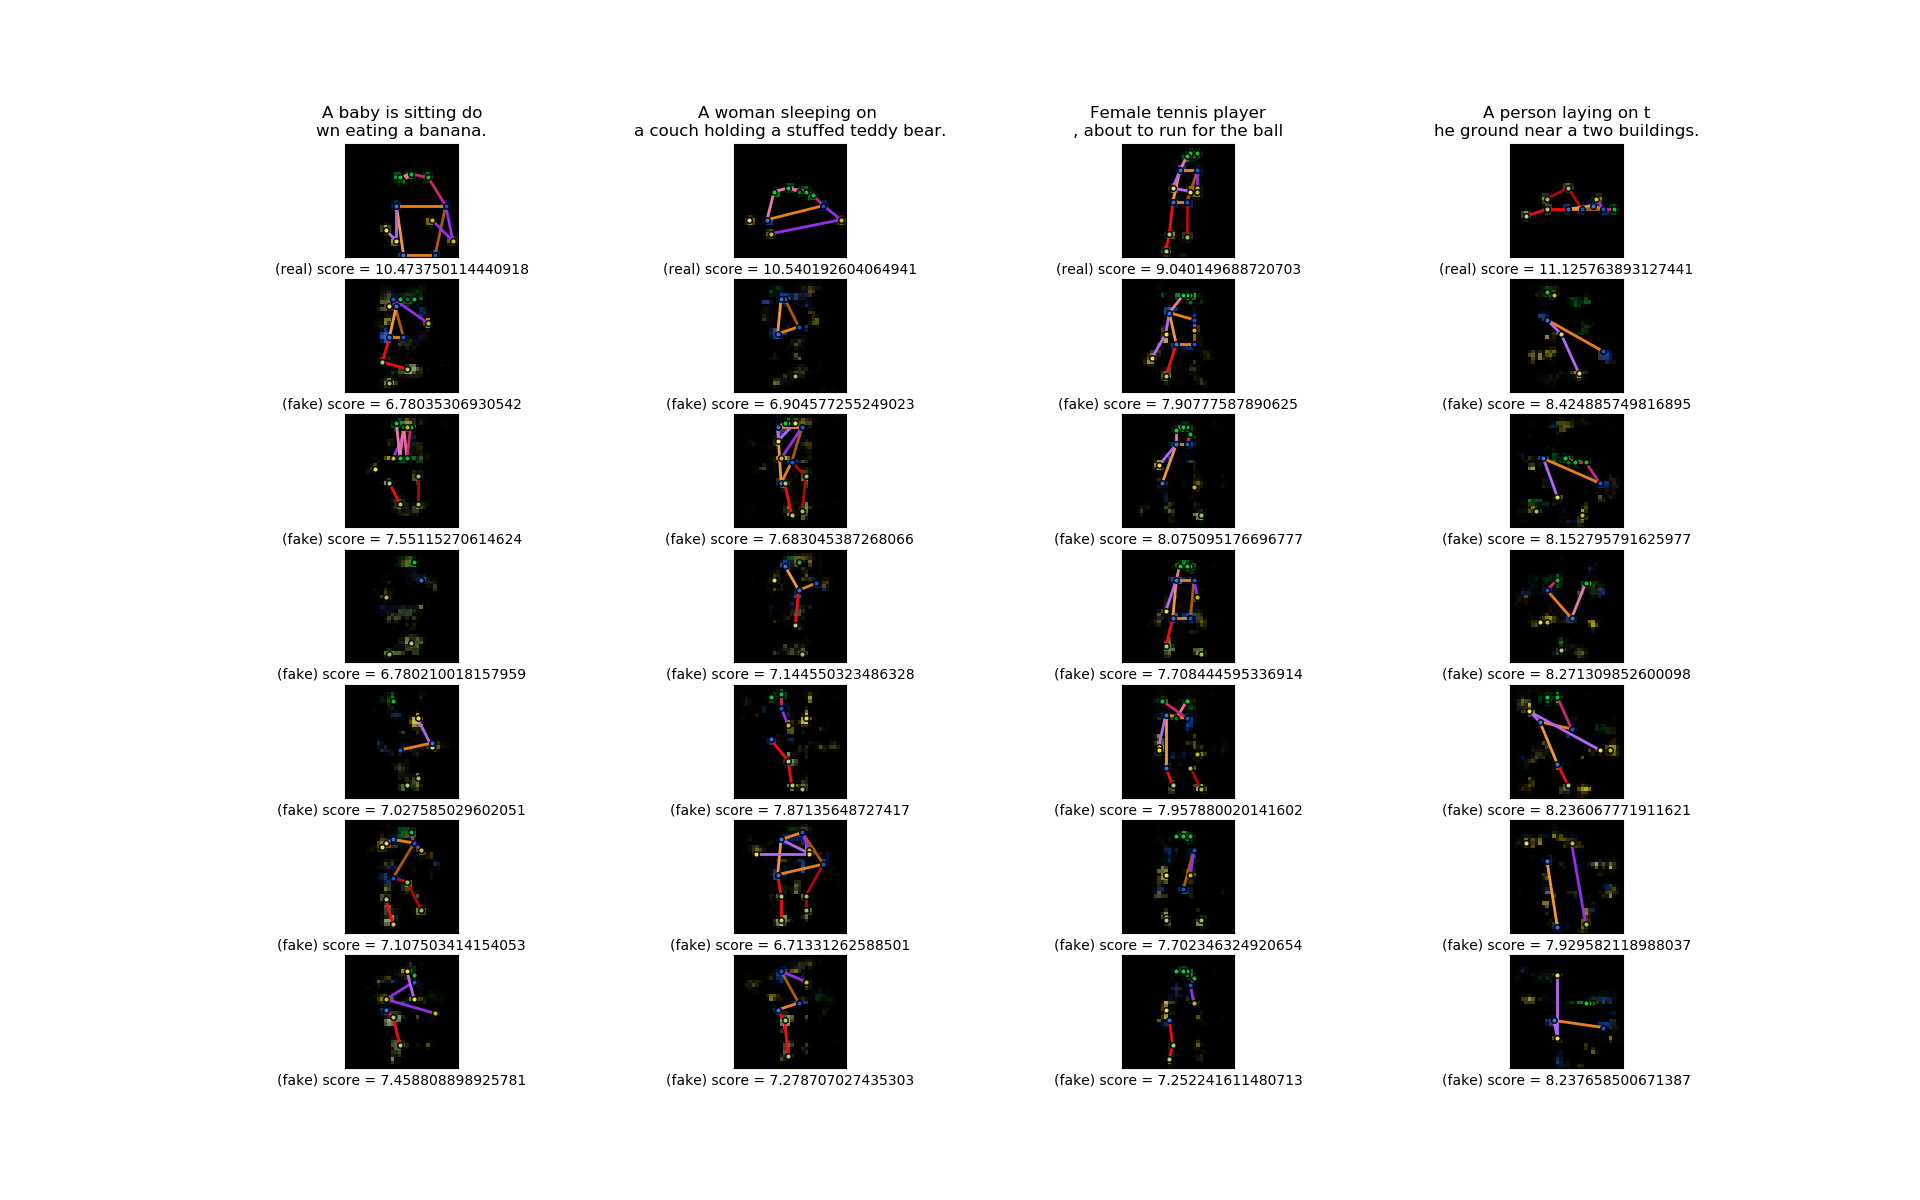 A baby is sitting do
wn eating a banana.
A woman sleeping on
a couch holding a stuffed teddy bear.
Female tennis player
, about to run for the ball
A person laying on t
he ground near a two buildings.
(real) score = 10.473750114440918
(real) score = 10.540192604064941
(real) score = 9.040149688720703
(real) score = 11.125763893127441
(fake) score = 6.78035306930542
(fake) score = 6.904577255249023
(fake) score = 7.90777587890625
(fake) score = 8.424885749816895
(fake) score = 7.55115270614624
(fake) score = 7.683045387268066
(fake) score = 8.075095176696777
(fake) score = 8.152795791625977
(fake) score = 6.780210018157959
(fake) score = 7.144550323486328
(fake) score = 7.708444595336914
(fake) score = 8.271309852600098
(fake) score = 7.027585029602051
(fake) score = 7.87135648727417
(fake) score = 7.957880020141602
(fake) score = 8.236067771911621
(fake) score = 7.107503414154053
(fake) score = 6.71331262588501
(fake) score = 7.702346324920654
(fake) score = 7.929582118988037
(fake) score = 7.458808898925781
(fake) score = 7.278707027435303
(fake) score = 7.252241611480713
(fake) score = 8.237658500671387